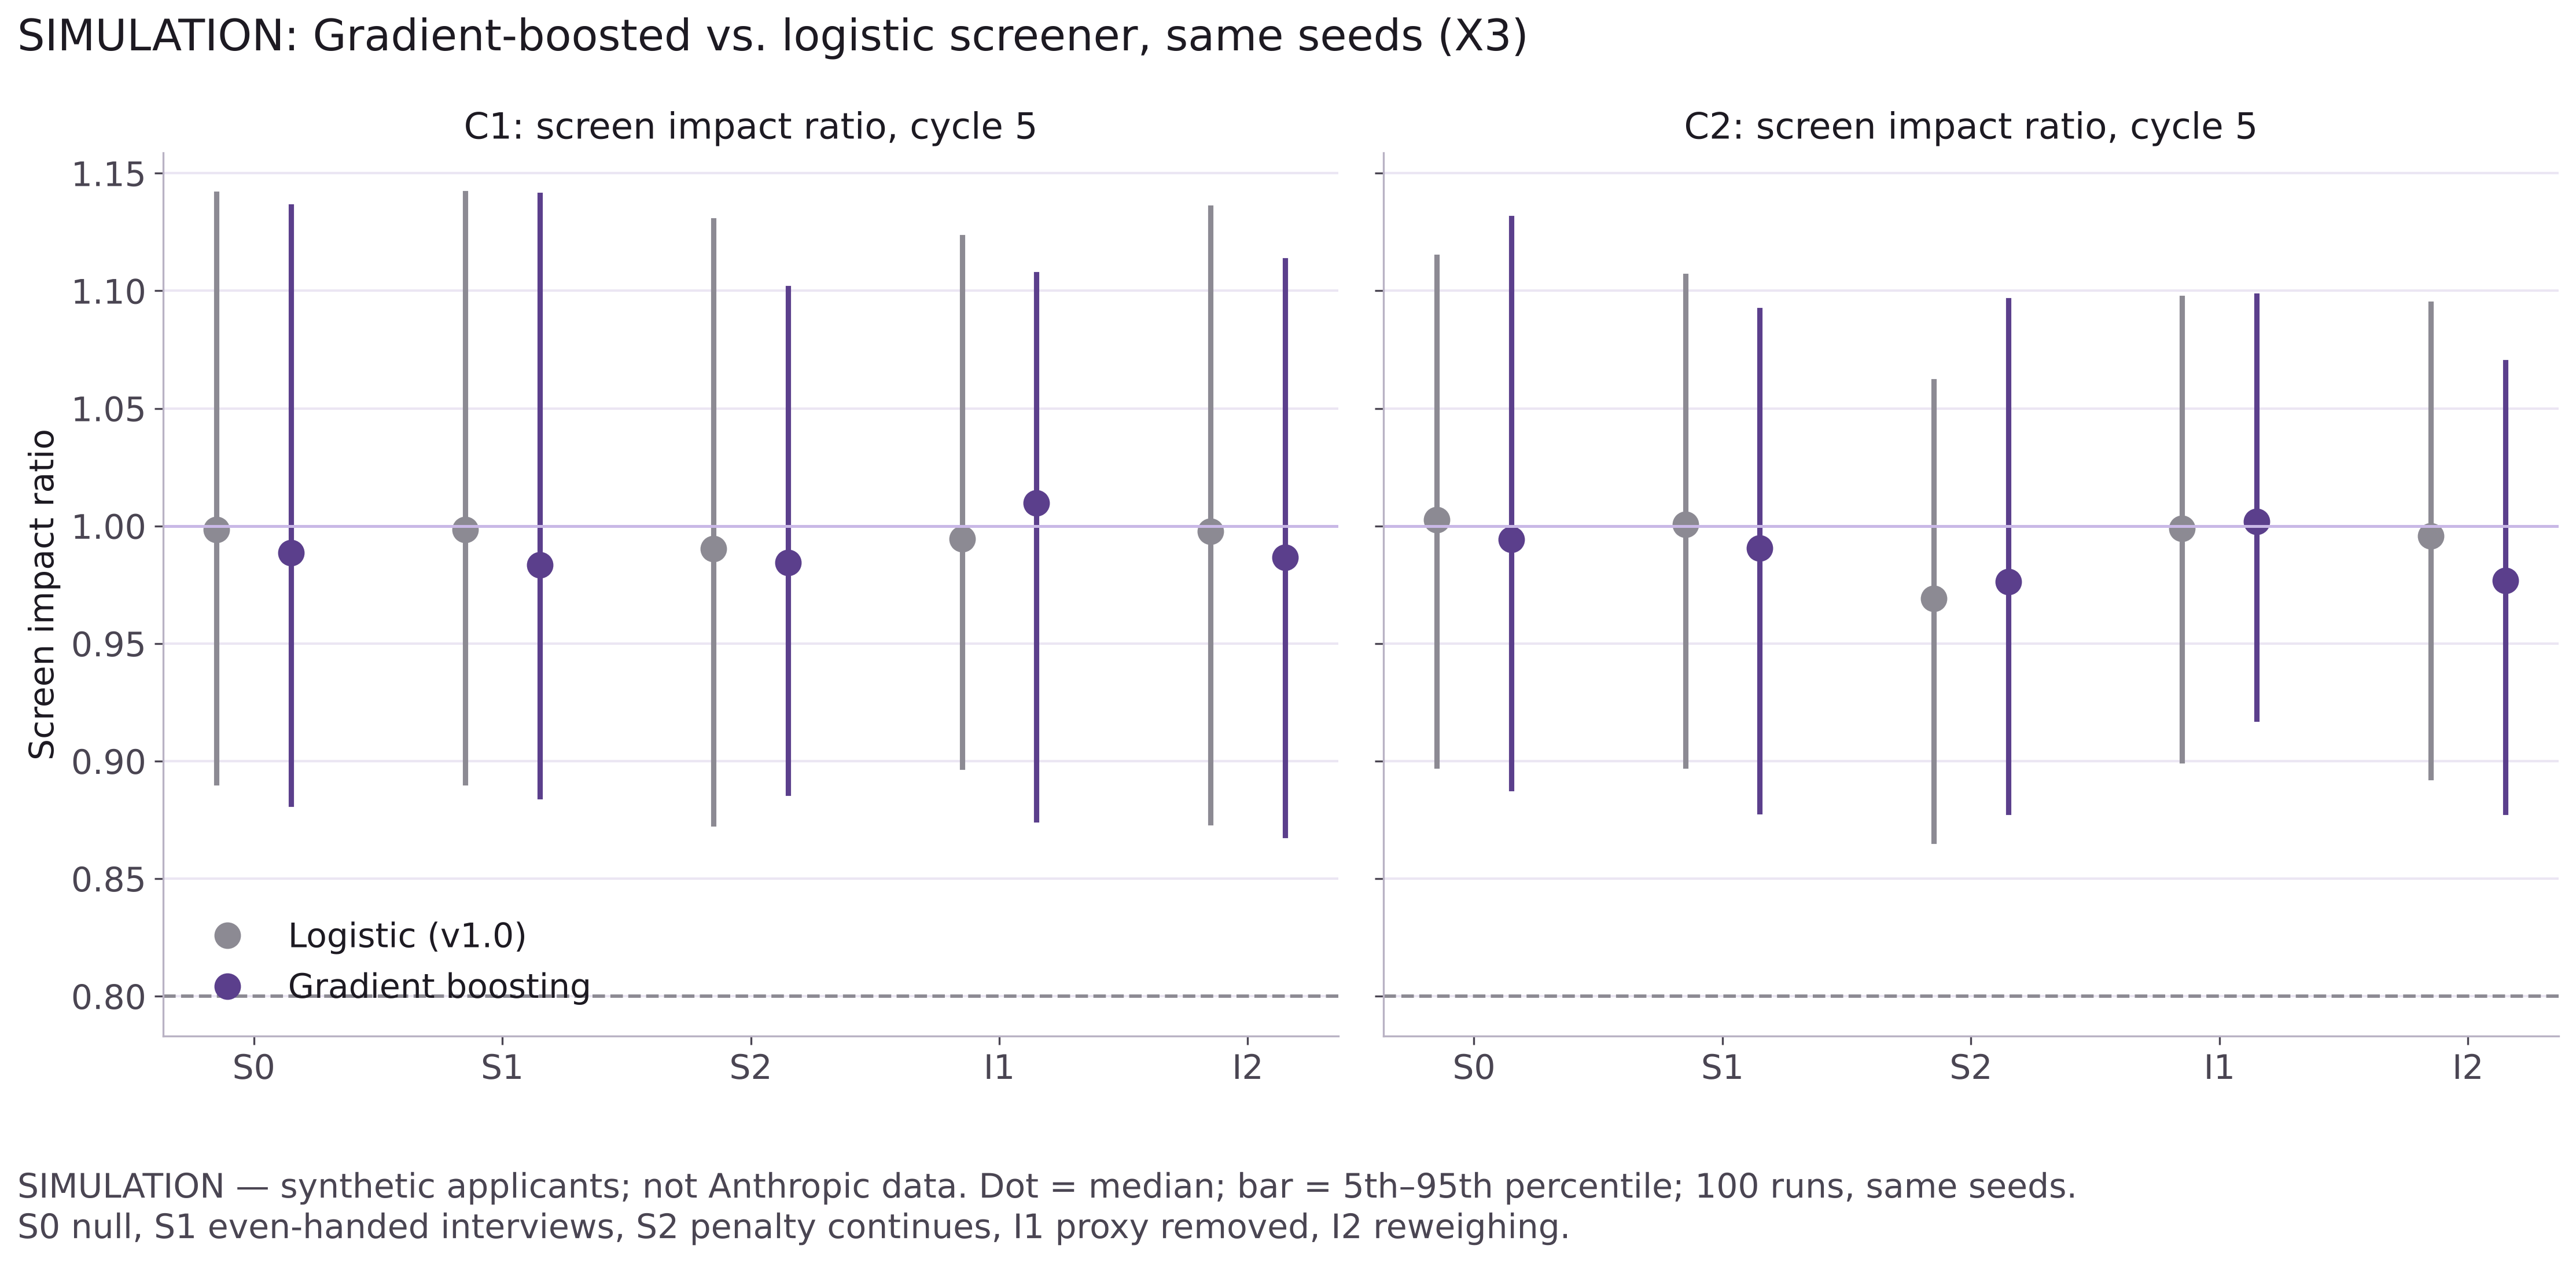 SIMULATION: Gradient-boosted vs. logistic screener, same seeds (X3)
C1: screen impact ratio, cycle 5
C2: screen impact ratio, cycle 5
Screen impact ratio
1.15
1.10
1.05
1.00
0.95
0.90
0.85
0.80
Logistic (v1.0)
Gradient boosting
S0 S1 S2 I1 I2
S0 S1 S2 I1 I2
SIMULATION — synthetic applicants; not Anthropic data. Dot = median; bar = 5th–95th percentile; 100 runs, same seeds.
S0 null, S1 even-handed interviews, S2 penalty continues, I1 proxy removed, I2 reweighing.